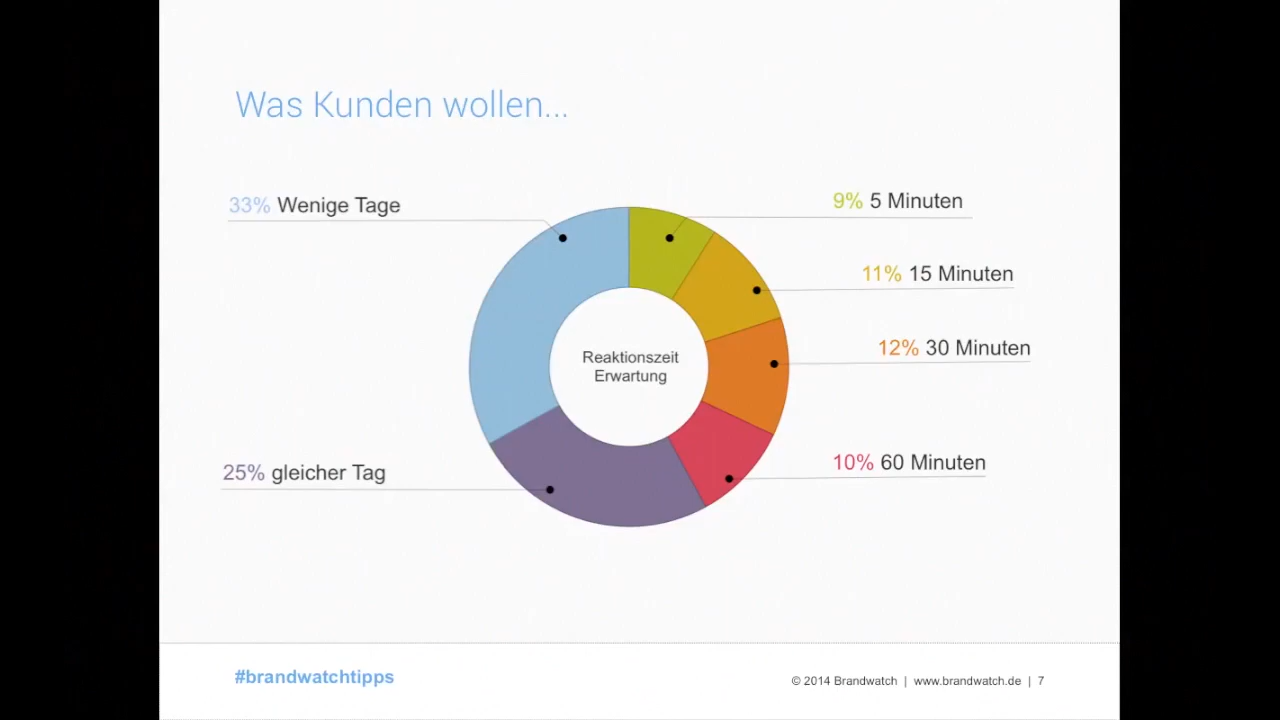 Was Kunden wollen...
33% Wenige Tage
9% 5 Minuten
11% 15 Minuten
12% 30 Minuten
Reaktionszeit
Erwartung
10% 60 Minuten
25% gleicher Tag
#brandwatchtipps
© 2014 Brandwatch | www.brandwatch.de | 7